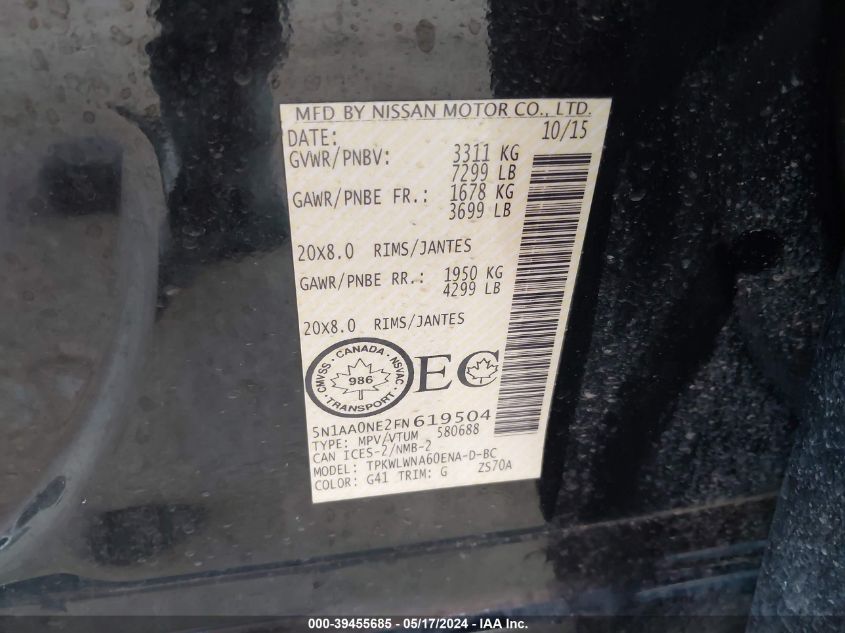 MFD BY NISSAN MOTOR CO., LTD.
DATE: 10/15
GVWR/PNBV: 3311 KG
7299 LB
GAWR/PNBE FR.: 1678 KG
3699 LB
20X8.0 RIMS/JANTES
GAWR/PNBE RR.: 1950 KG
4299 LB
20X8.0 RIMS/JANTES
CMVSS · CANADA · NSVAC
986
TRANSPORT
EC
5N1AA0NE2FN619504
TYPE: MPV/VTUM 580688
CAN ICES-2/NMB-2
MODEL: TPKWLWNA60ENA-D-BC
COLOR: G41 TRIM: G ZS70A
000-39455685 - 05/17/2024 - IAA Inc.